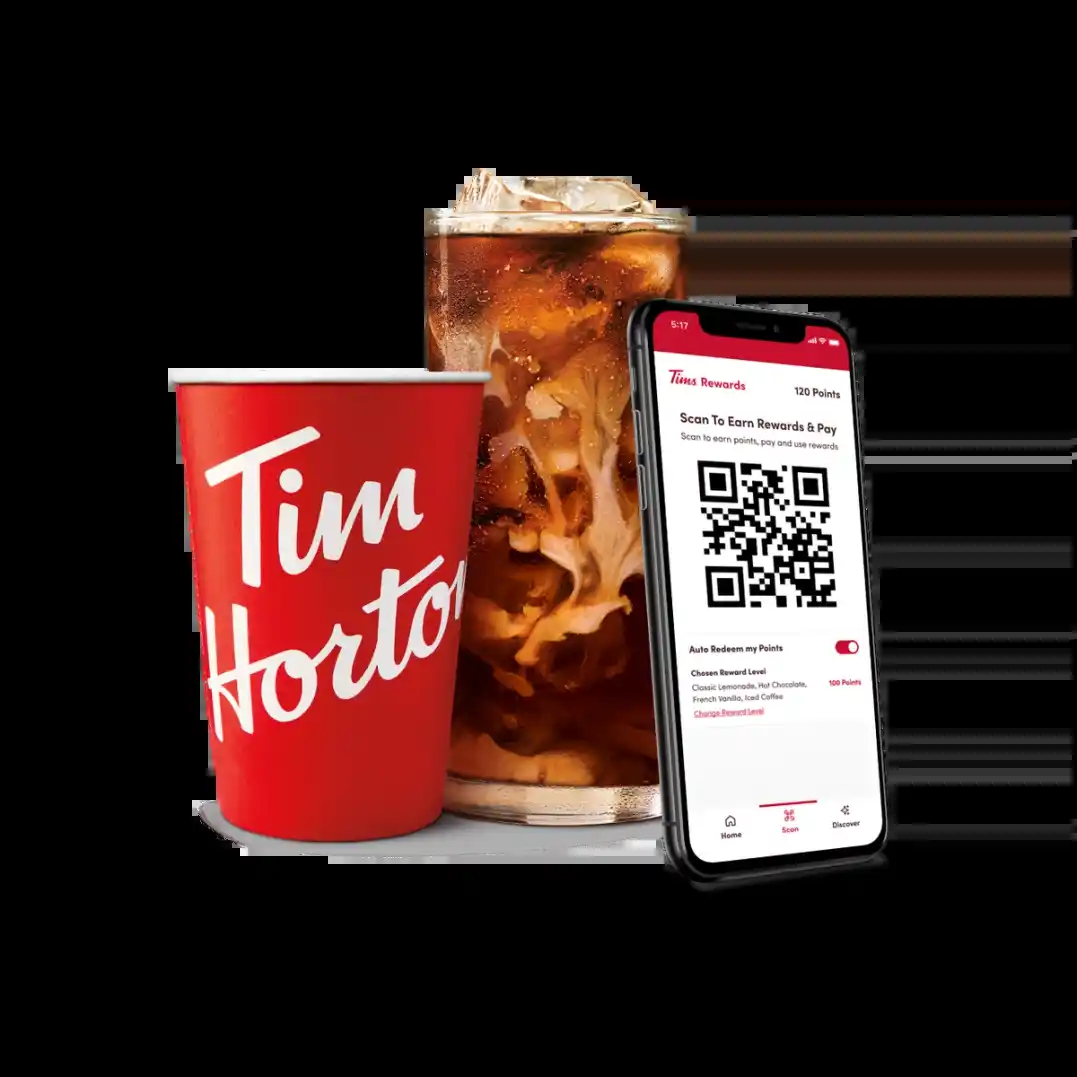 Tim
Horton
5:17
Tims Rewards
120 Points
Scan To Earn Rewards & Pay
Scan to earn points, pay and use rewards
Auto Redeem my Points
Chosen Reward Level
Classic Lemonade, Hot Chocolate,
French Vanilla, Iced Coffee
100 Points
Change Reward Level
Home
Scan
Discover